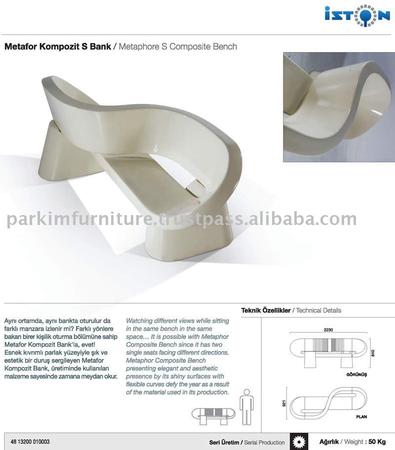 iSTON
Metafor Kompozit S Bank / Metaphore S Composite Bench
parkimfurniture.trustpass.alibaba.com
Aynı ortamda, aynı bankta oturulur da
farklı manzara izlenir mi? Farklı yönlere
bakan birer kişilik oturma bölümüne sahip
Metafor Kompozit Bank'la, evet!
Esnek kıvrımlı parlak yüzeyiyle şık ve
estetik bir duruş sergileyen Metafor
Kompozit Bank, üretiminde kullanılan
malzeme sayesinde zamana meydan okur.
Watching different views while sitting
in the same bench in the same
space... It is possible with Metaphor
Composite Bench since it has two
single seats facing different directions.
Metaphor Composite Bench
presenting elegant and aesthetic
presence by its shiny surfaces with
flexible curves defy the year as a result
of the material used in its production.
Teknik Özellikler / Technical Details
2230
810
GÖRÜNÜŞ
921
PLAN
48 13200 010003
Seri Üretim / Serial Production
Ağırlık / Weight : 50 Kg